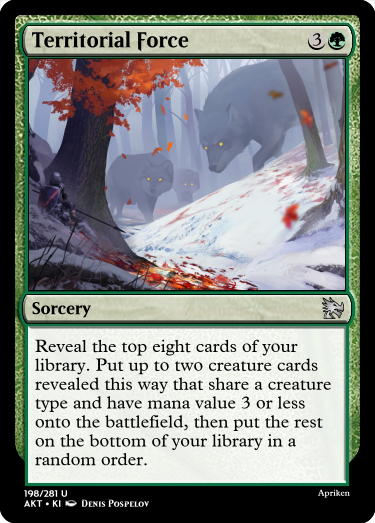 Territorial Force 3
Sorcery
Reveal the top eight cards of your
library. Put up to two creature cards
revealed this way that share a creature
type and have mana value 3 or less
onto the battlefield, then put the rest
on the bottom of your library in a
random order.
198/281 U Apriken
AKT • KI Denis Pospelov